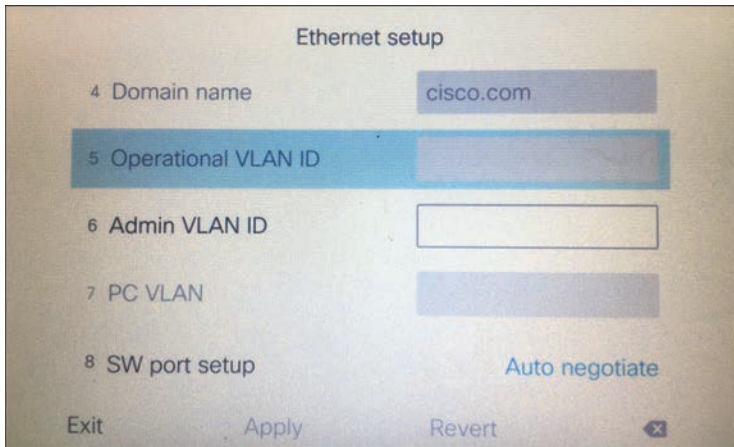 Ethernet setup
4 Domain name cisco.com
5 Operational VLAN ID
6 Admin VLAN ID
7 PC VLAN
8 SW port setup Auto negotiate
Exit Apply Revert